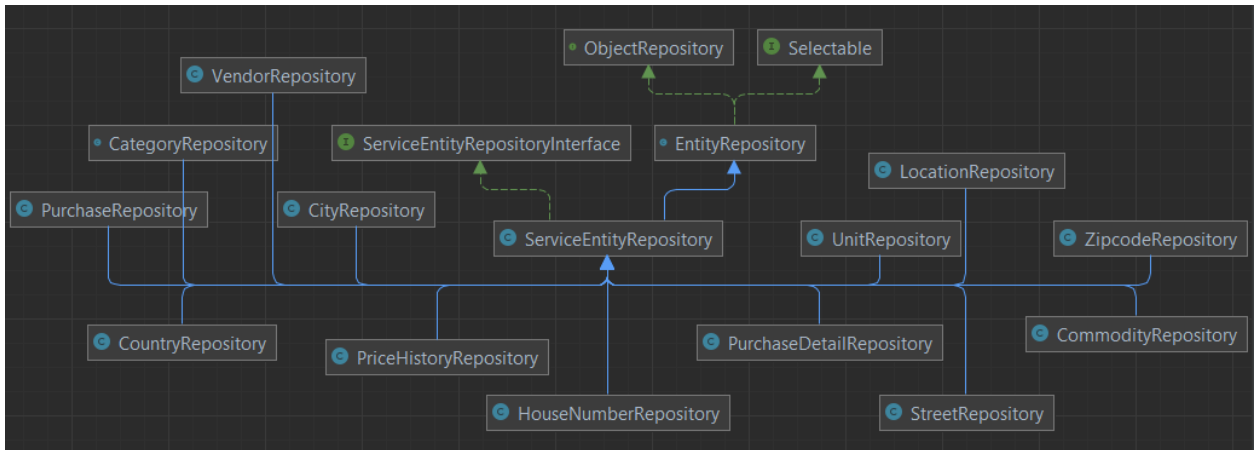 ObjectRepository
Selectable
VendorRepository
CategoryRepository
ServiceEntityRepositoryInterface
EntityRepository
LocationRepository
PurchaseRepository
CityRepository
ServiceEntityRepository
UnitRepository
ZipcodeRepository
CountryRepository
PriceHistoryRepository
PurchaseDetailRepository
CommodityRepository
HouseNumberRepository
StreetRepository